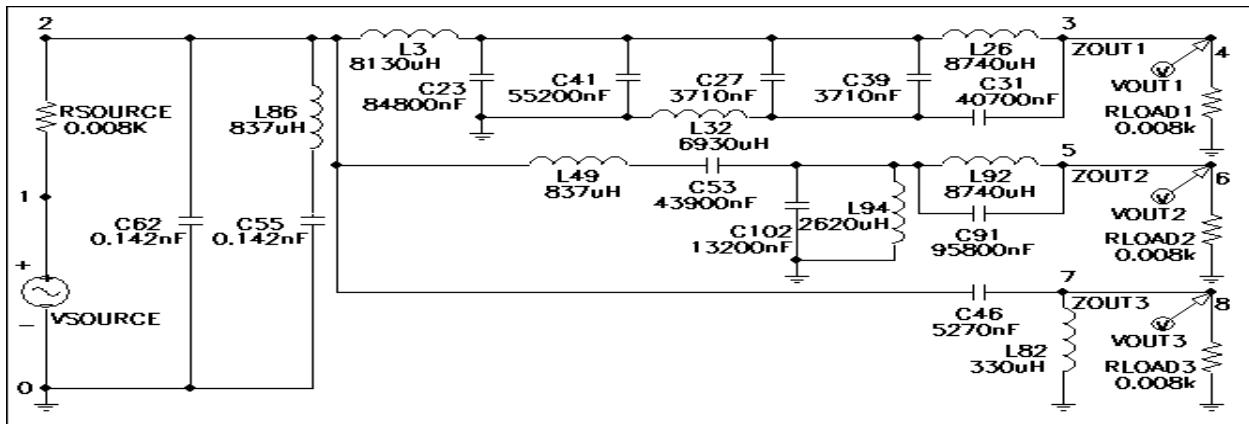 2
3
4
L3
8130uH
L26
8740uH
ZOUT1
C23
84800nF
C41
55200nF
C27
3710nF
C39
3710nF
C31
40700nF
V
VOUT1
RSOURCE
0.008K
L86
837uH
L32
6930uH
RLOAD1
0.008k
1
5
6
L49
837uH
C53
43900nF
L92
8740uH
ZOUT2
C62
0.142nF
C55
0.142nF
C102
13200nF
L94
2620uH
C91
95800nF
V
VOUT2
RLOAD2
0.008k
+
VSOURCE
−
7
8
C46
5270nF
ZOUT3
V
VOUT3
L82
330uH
RLOAD3
0.008k
0